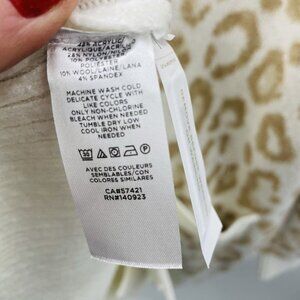 ACRYLIQUE/ACRILICO
POLYESTER
10% WOOL/LAINE/LANA
4% SPANDEX
MACHINE WASH COLD
DELICATE CYCLE WITH
LIKE COLORS
ONLY NON-CHLORINE
BLEACH WHEN NEEDED
TUMBLE DRY LOW
COOL IRON WHEN
NEEDED
AVEC DES COULEURS
SEMBLABLES/CON
COLORES SIMILARES
CA#57421
RN#140923